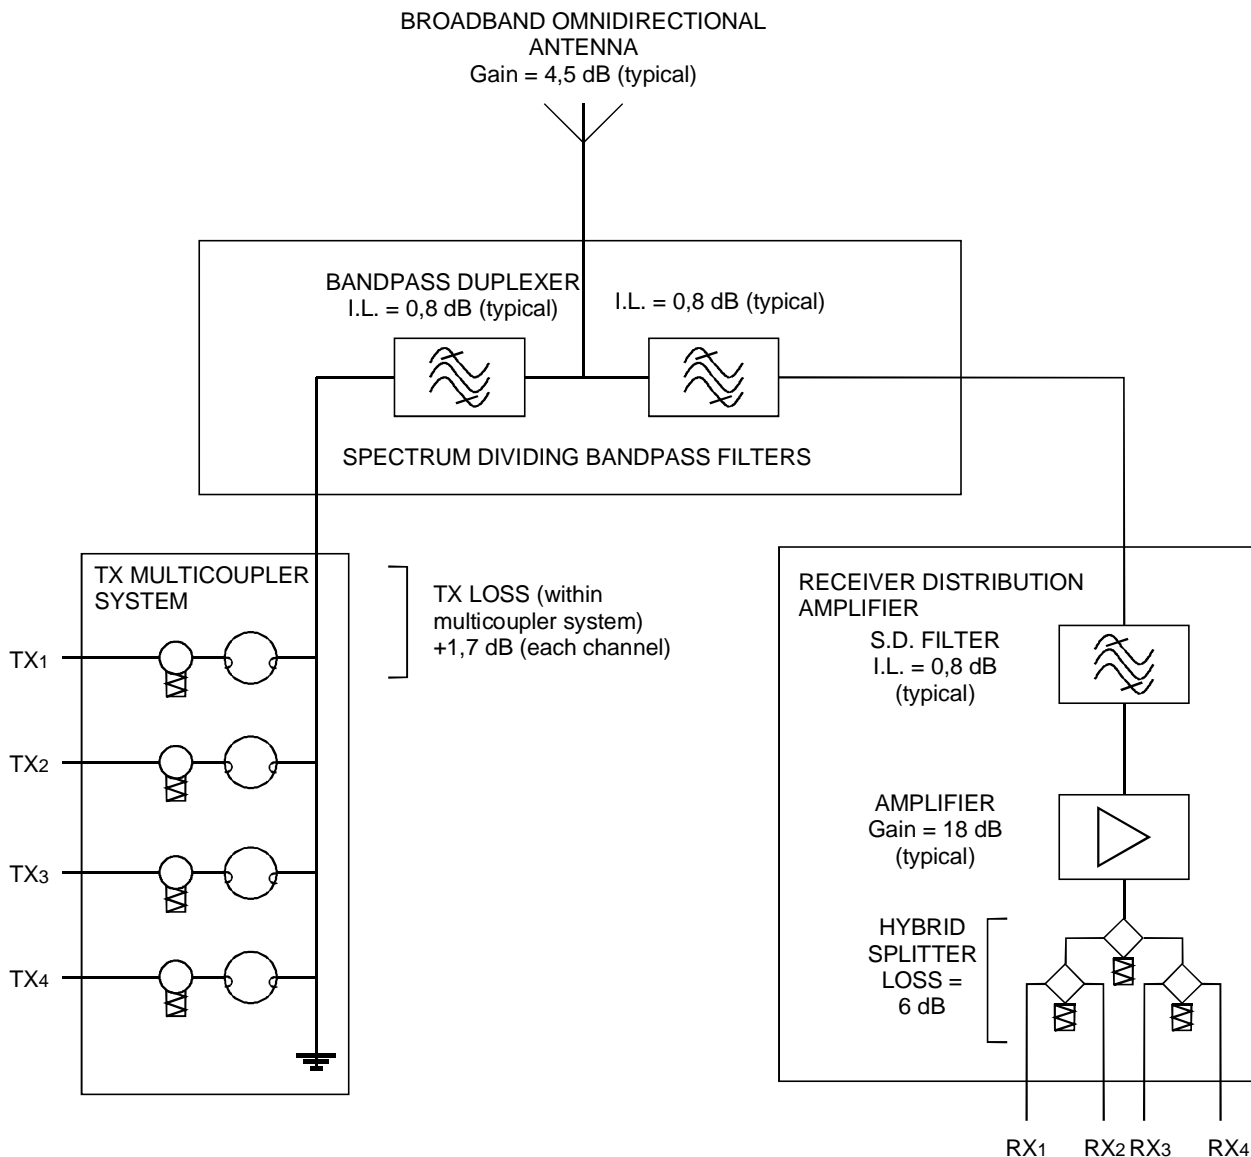 BROADBAND OMNIDIRECTIONAL
ANTENNA
Gain = 4,5 dB (typical)
BANDPASS DUPLEXER
I.L. = 0,8 dB (typical)
I.L. = 0,8 dB (typical)
SPECTRUM DIVIDING BANDPASS FILTERS
TX MULTICOUPLER
SYSTEM
TX LOSS (within
multicoupler system)
+1,7 dB (each channel)
TX1
TX2
TX3
TX4
RECEIVER DISTRIBUTION
AMPLIFIER
S.D. FILTER
I.L. = 0,8 dB
(typical)
AMPLIFIER
Gain = 18 dB
(typical)
HYBRID
SPLITTER
LOSS =
6 dB
RX1
RX2
RX3
RX4